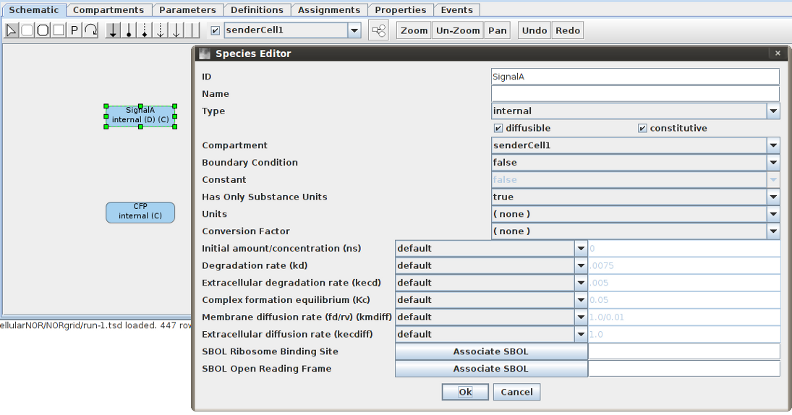 Schematic Compartments Parameters Definitions Assignments Properties Events
P senderCell1 Zoom Un-Zoom Pan Undo Redo
Species Editor
ID SignalA
Name
Type internal
diffusible constitutive
Compartment senderCell1
Boundary Condition false
Constant false
Has Only Substance Units true
Units ( none )
Conversion Factor ( none )
Initial amount/concentration (ns) default 0
Degradation rate (kd) default .0075
Extracellular degradation rate (kecd) default .005
Complex formation equilibrium (Kc) default 0.05
Membrane diffusion rate (fd/rv) (kmdiff) default 1.0/0.01
Extracellular diffusion rate (kecdiff) default 1.0
SBOL Ribosome Binding Site Associate SBOL
SBOL Open Reading Frame Associate SBOL
Ok Cancel
SignalA
internal (D) (C)
CFP
internal (C)
ellularNOR/NORgrid/run-1.tsd loaded. 447 rov